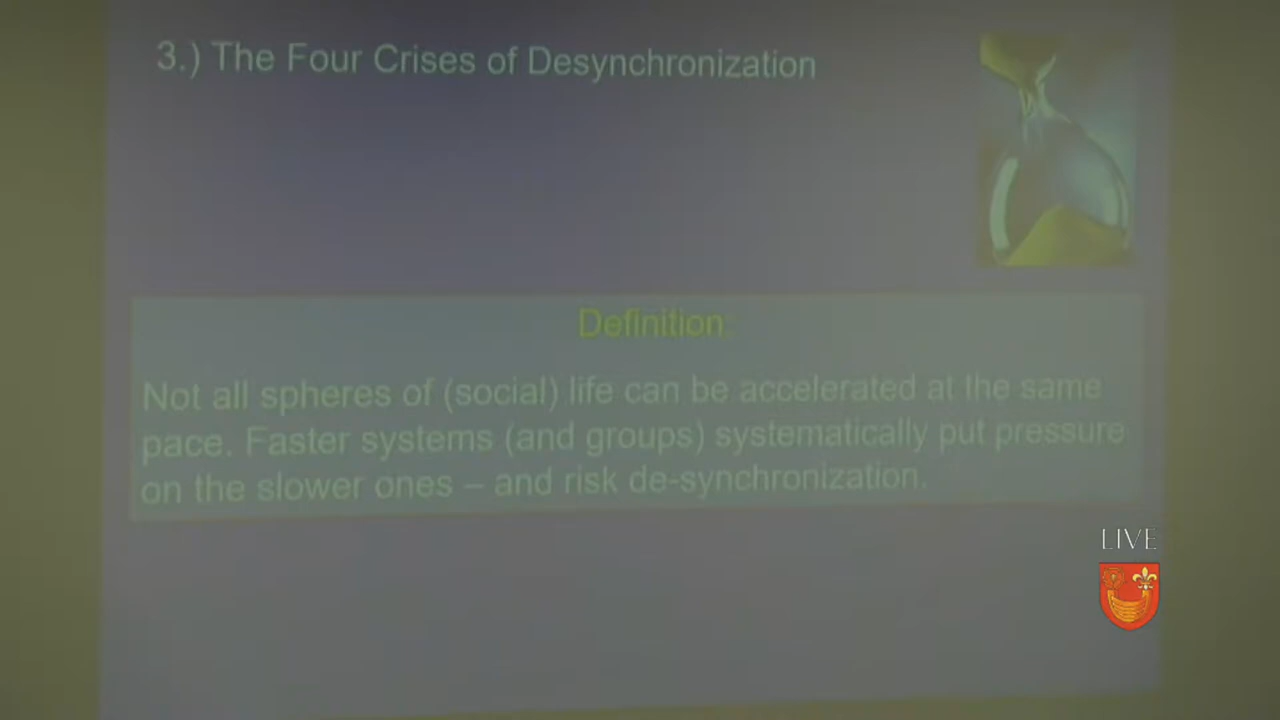 3.) The Four Crises of Desynchronization
Definition:
Not all spheres of (social) life can be accelerated at the same
pace. Faster systems (and groups) systematically put pressure
on the slower ones – and risk de-synchronization.
LIVE